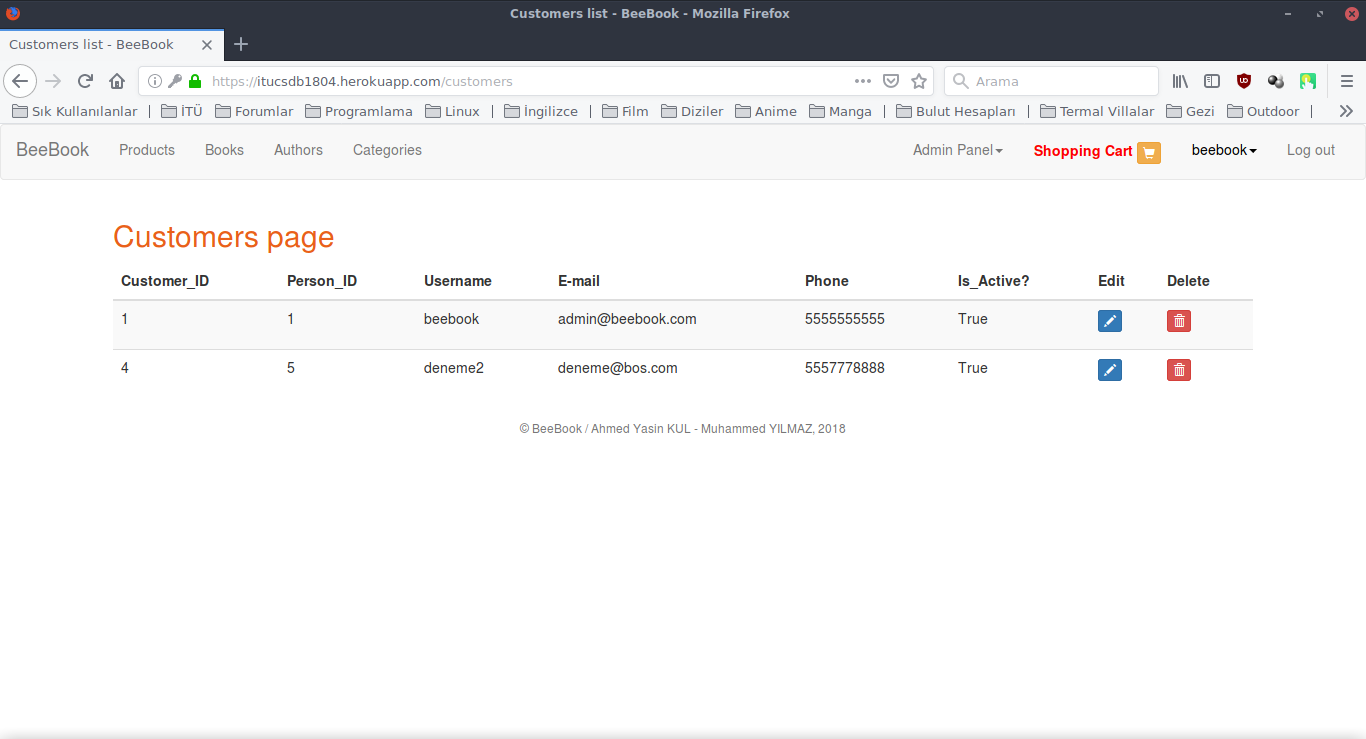 Customers list - BeeBook - Mozilla Firefox
Customers list - BeeBook
https://itucsdb1804.herokuapp.com/customers
Arama
Sık Kullanılanlar | İTÜ Forumlar Programlama Linux | İngilizce | Film Diziler Anime Manga | Bulut Hesapları | Termal Villalar Gezi Outdoor |
BeeBook Products Books Authors Categories Admin Panel Shopping Cart beebook Log out
Customers page
Customer_ID Person_ID Username E-mail Phone Is_Active? Edit Delete
1 1 beebook admin@beebook.com 5555555555 True
4 5 deneme2 deneme@bos.com 5557778888 True
© BeeBook / Ahmed Yasin KUL - Muhammed YILMAZ, 2018